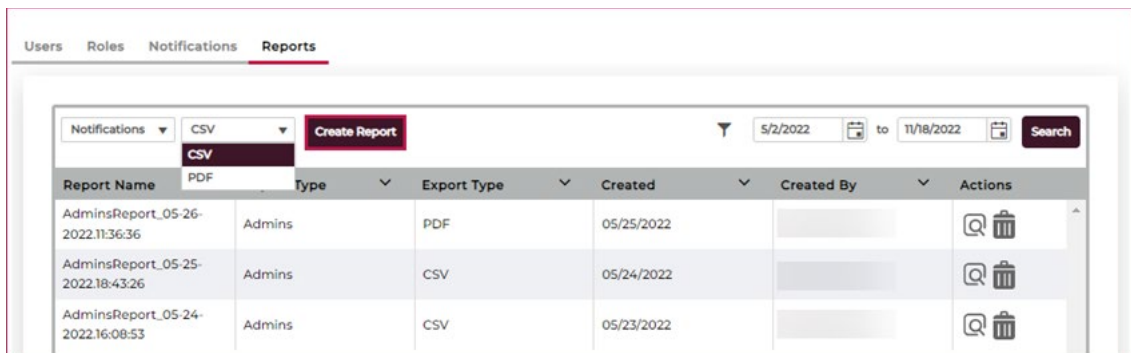 Users Roles Notifications Reports
Notifications CSV Create Report 5/2/2022 to 11/18/2022 Search
CSV
PDF
Report Name Type Export Type Created Created By Actions
AdminsReport_05-26-
2022.11:36:36
Admins PDF 05/25/2022
AdminsReport_05-25-
2022.18:43:26
Admins CSV 05/24/2022
AdminsReport_05-24-
2022.16:08:53
Admins CSV 05/23/2022